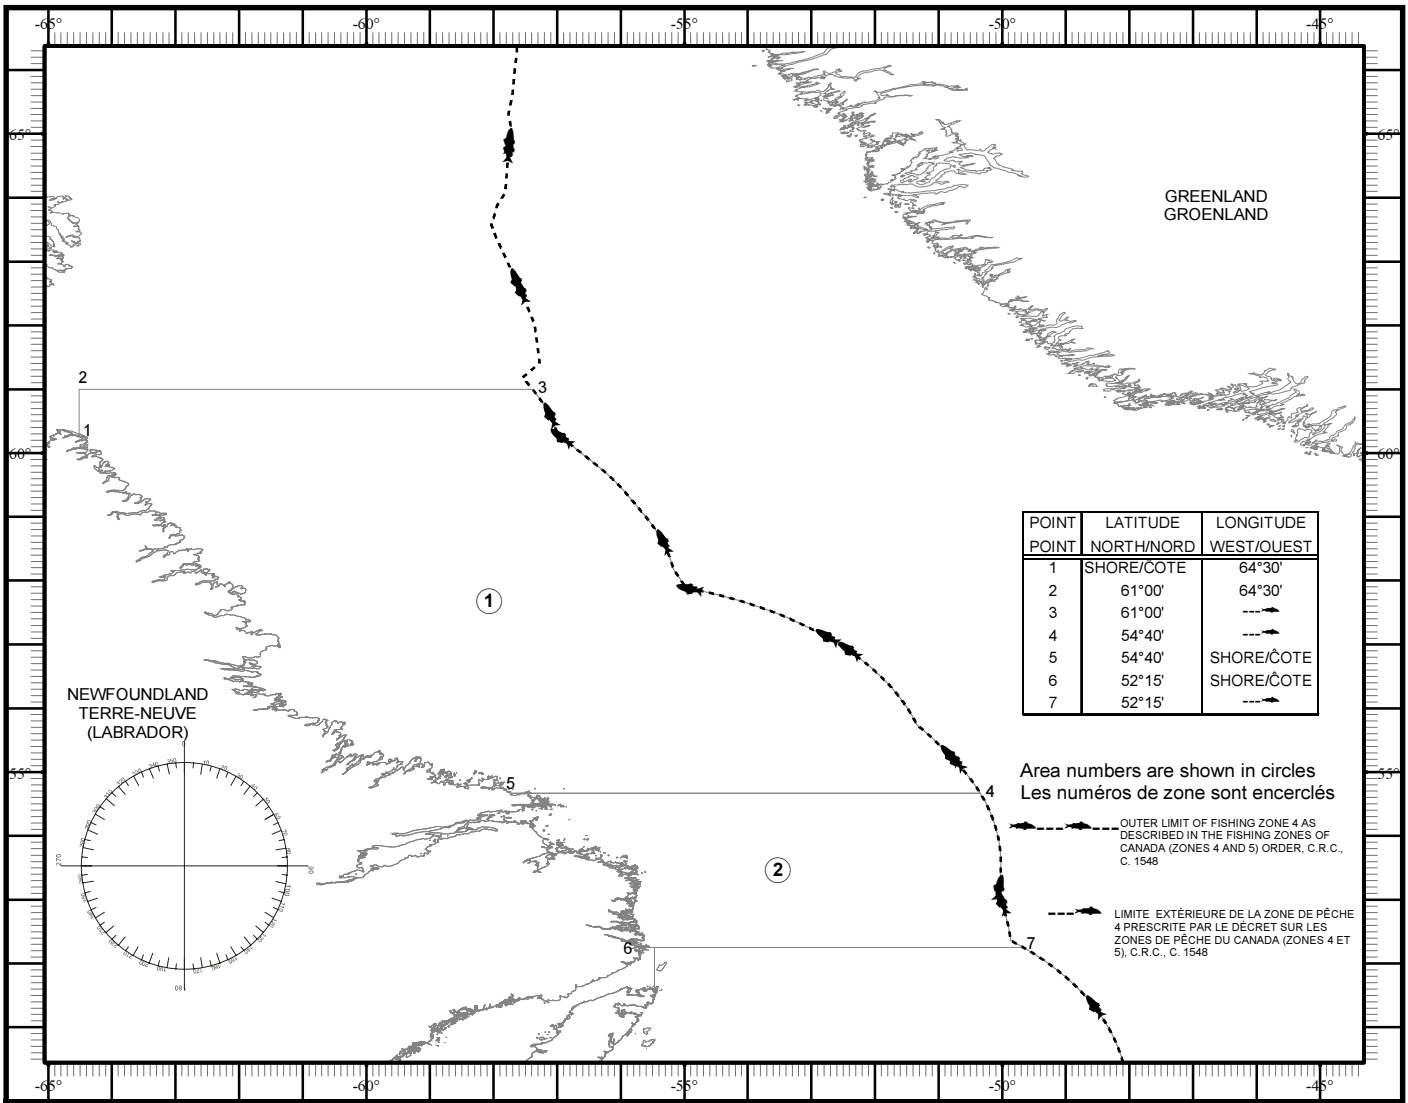 -65° -60° -55° -50° -45°
65° 65°
GREENLAND
GROENLAND
2 3
1
60° 60°
POINT LATITUDE LONGITUDE
POINT NORTH/NORD WEST/OUEST
1 SHORE/ĈOTE 64°30'
2 61°00' 64°30'
3 61°00'
4 54°40'
5 54°40' SHORE/ĈOTE
6 52°15' SHORE/ĈOTE
7 52°15'
1
NEWFOUNDLAND
TERRE-NEUVE
(LABRADOR)
55° 55°
5 4
Area numbers are shown in circles
Les numéros de zone sont encerclés
OUTER LIMIT OF FISHING ZONE 4 AS
DESCRIBED IN THE FISHING ZONES OF
CANADA (ZONES 4 AND 5) ORDER, C.R.C.,
C. 1548
2
LIMITE EXTÉRIEURE DE LA ZONE DE PÊCHE
4 PRESCRITE PAR LE DÉCRET SUR LES
ZONES DE PÊCHE DU CANADA (ZONES 4 ET
5), C.R.C., C. 1548
6 7
-65° -60° -55° -50° -45°